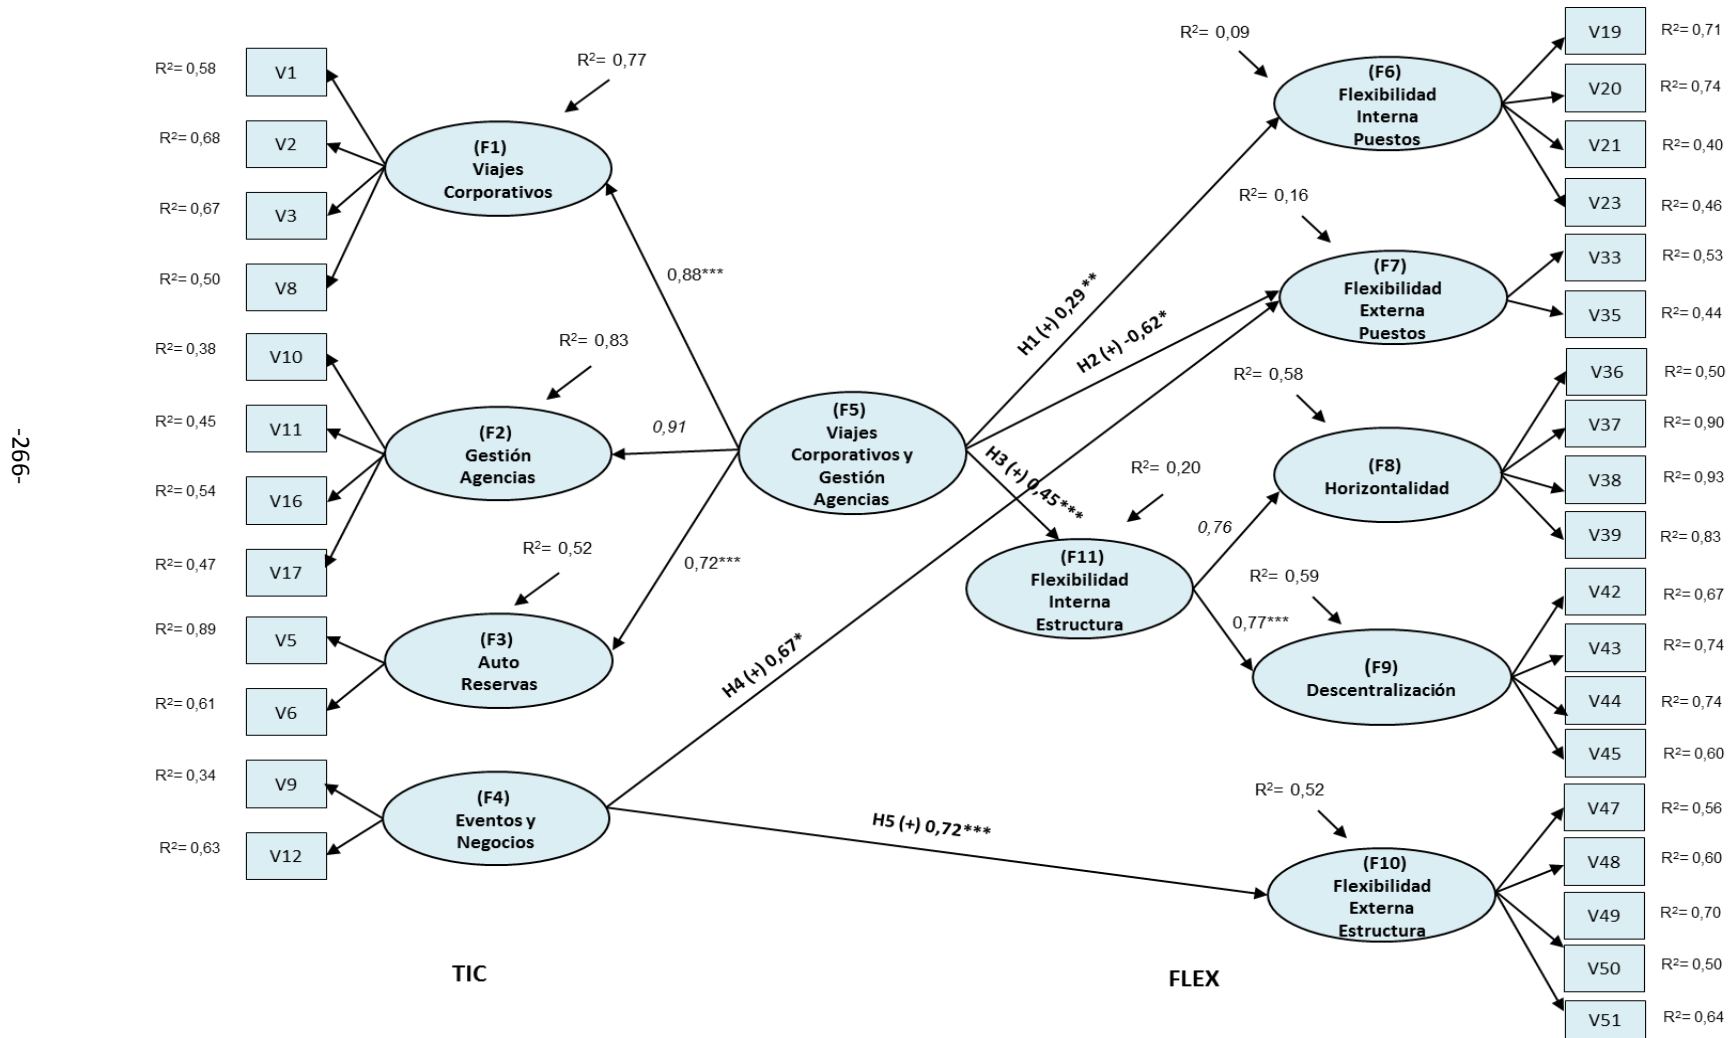 -266-
R²= 0,58
V1
R²= 0,68
V2
R²= 0,67
V3
R²= 0,50
V8
R²= 0,38
V10
R²= 0,45
V11
R²= 0,54
V16
R²= 0,47
V17
R²= 0,89
V5
R²= 0,61
V6
R²= 0,34
V9
R²= 0,63
V12
R²= 0,77
(F1)
Viajes
Corporativos
R²= 0,83
(F2)
Gestión
Agencias
R²= 0,52
(F3)
Auto
Reservas
(F4)
Eventos y
Negocios
TIC
0,88***
0,91
0,72***
(F5)
Viajes
Corporativos y
Gestión
Agencias
H1 (+) 0,29 **
H2 (+) -0,62*
H3 (+) 0,45***
H4 (+) 0,67*
H5 (+) 0,72***
R²= 0,20
(F11)
Flexibilidad
Interna
Estructura
0,76
0,77***
R²= 0,09
(F6)
Flexibilidad
Interna
Puestos
R²= 0,16
(F7)
Flexibilidad
Externa
Puestos
R²= 0,58
(F8)
Horizontalidad
R²= 0,59
(F9)
Descentralización
R²= 0,52
(F10)
Flexibilidad
Externa
Estructura
FLEX
V19
R²= 0,71
V20
R²= 0,74
V21
R²= 0,40
V23
R²= 0,46
V33
R²= 0,53
V35
R²= 0,44
V36
R²= 0,50
V37
R²= 0,90
V38
R²= 0,93
V39
R²= 0,83
V42
R²= 0,67
V43
R²= 0,74
V44
R²= 0,74
V45
R²= 0,60
V47
R²= 0,56
V48
R²= 0,60
V49
R²= 0,70
V50
R²= 0,50
V51
R²= 0,64